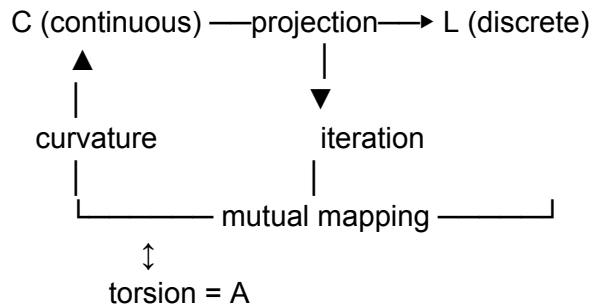 C (continuous) ──projection──► L (discrete)
▲ │
│ ▼
curvature iteration
│ │
└────── mutual mapping ──────┘
↕
torsion = A